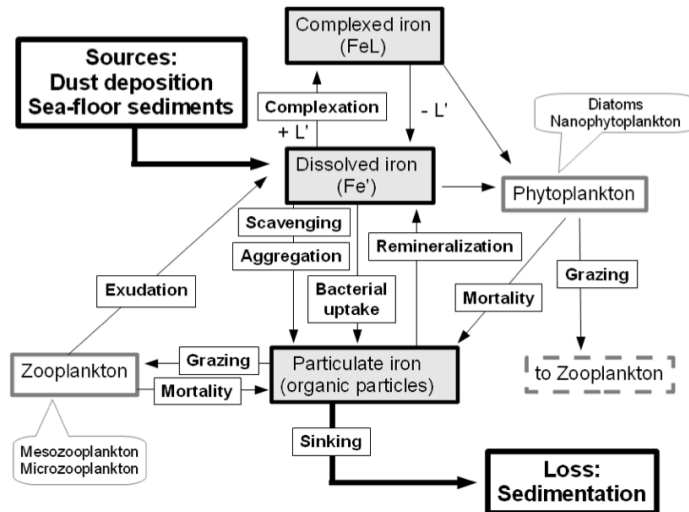 Complexed iron
(FeL)
Sources:
Dust deposition
Sea-floor sediments
Complexation
+ L'
- L'
Diatoms
Nanophytoplankton
Dissolved iron
(Fe')
Phytoplankton
Scavenging
Aggregation
Remineralization
Exudation
Bacterial
uptake
Mortality
Grazing
Zooplankton
Grazing
Mortality
Particulate iron
(organic particles)
to Zooplankton
Mesozooplankton
Microzooplankton
Sinking
Loss:
Sedimentation